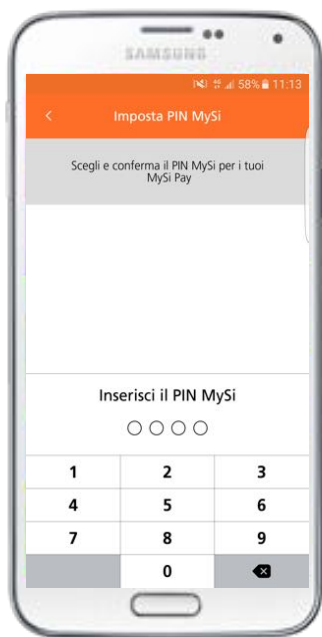 SAMSUNG
58% 11:13
Imposta PIN MySi
Scegli e conferma il PIN MySi per i tuoi
MySi Pay
Inserisci il PIN MySi
1 2 3
4 5 6
7 8 9
0